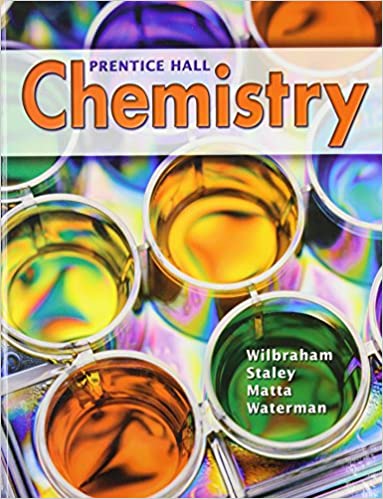 PRENTICE HALL
Chemistry
Wilbraham
Staley
Matta
Waterman